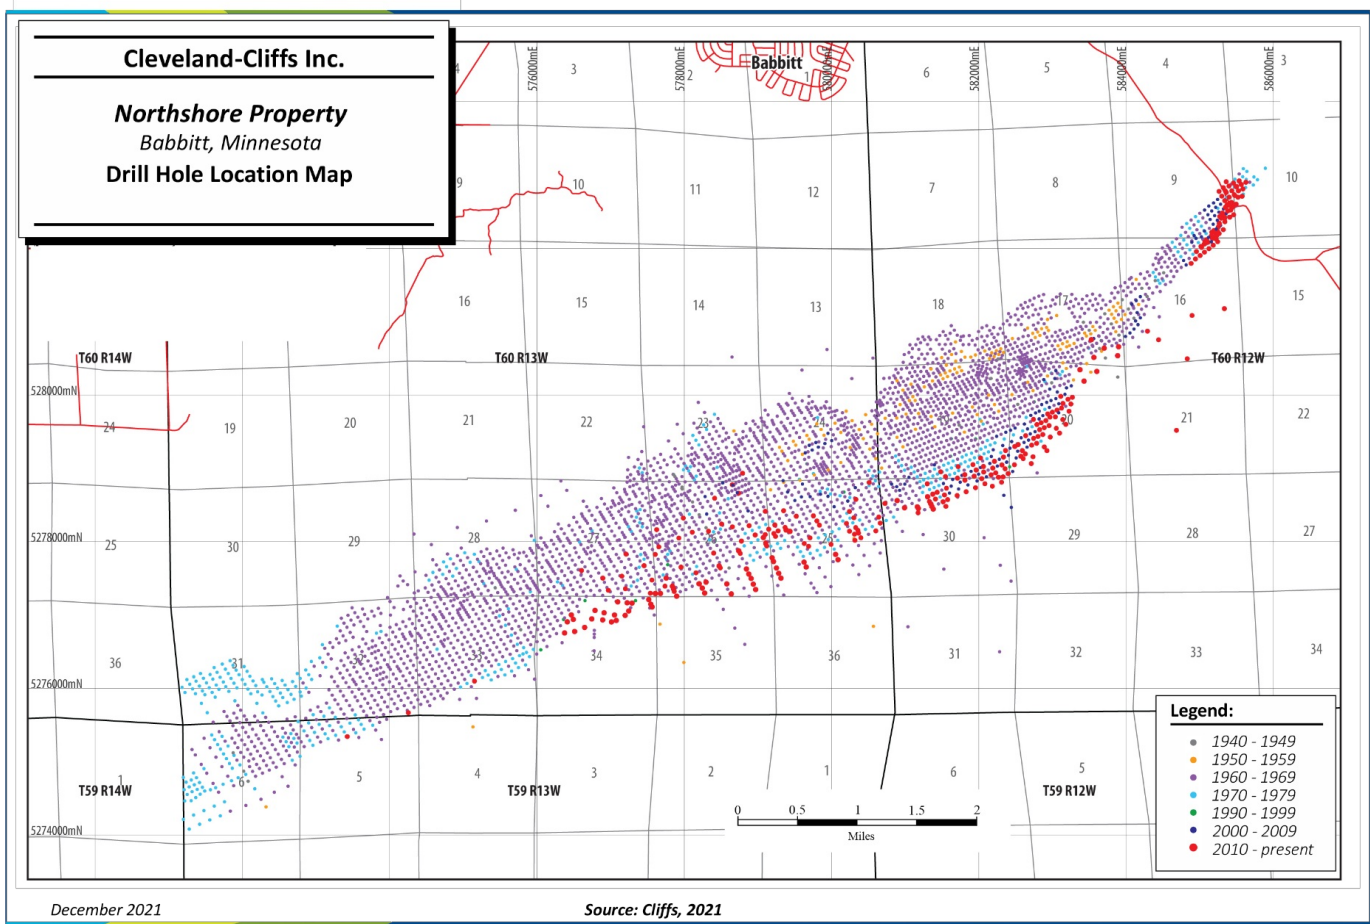 Cleveland-Cliffs Inc.
Northshore Property
Babbitt, Minnesota
Drill Hole Location Map
Babbitt
576000mE
578000mE
580000mE
582000mE
584000mE
586000mE
4
3
2
1
6
5
4
3
9
10
11
12
7
8
9
10
16
15
14
13
18
17
16
15
T60 R14W
T60 R13W
T60 R12W
528000mN
24
19
20
21
22
23
24
19
20
21
22
5278000mN
25
30
29
28
27
26
25
30
29
28
27
36
31
32
33
34
35
36
31
32
33
34
5276000mN
1
6
5
4
3
2
1
6
5
T59 R14W
T59 R13W
T59 R12W
5274000mN
0 0.5 1 1.5 2
Miles
Legend:
1940 - 1949
1950 - 1959
1960 - 1969
1970 - 1979
1990 - 1999
2000 - 2009
2010 - present
December 2021
Source: Cliffs, 2021